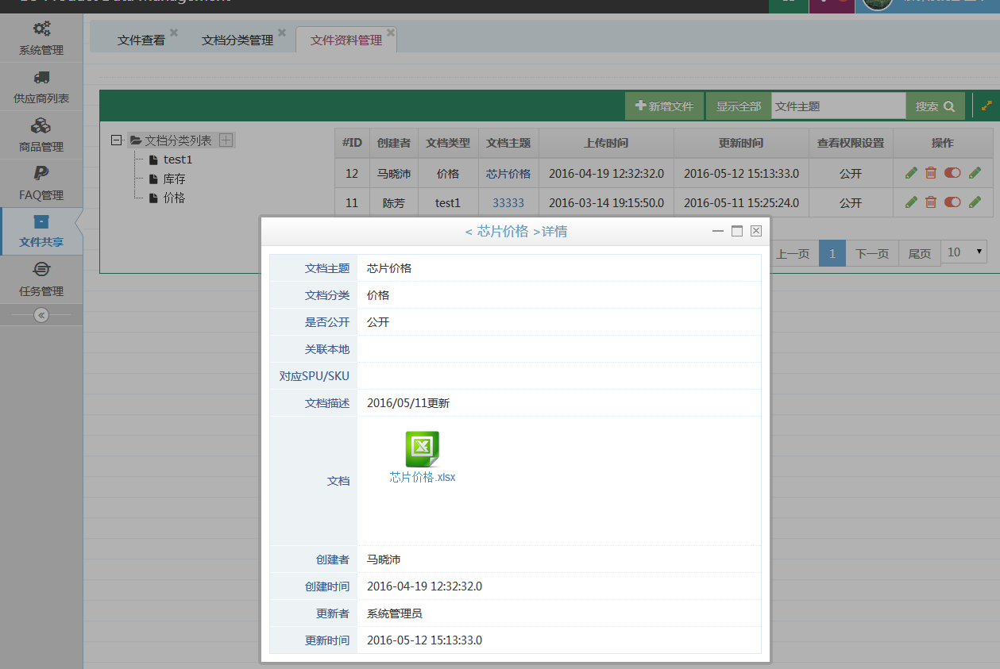 系统管理
供应商列表
商品管理
FAQ管理
文件共享
任务管理
文件查看
文档分类管理
文件资料管理
新增文件 显示全部 文件主题 搜索
文档分类列表
test1
库存
价格
#ID 创建者 文档类型 文档主题 上传时间 更新时间 查看权限设置 操作
12 马晓沛 价格 芯片价格 2016-04-19 12:32:32.0 2016-05-12 15:13:33.0 公开
11 陈芳 test1 33333 2016-03-14 19:15:50.0 2016-05-11 15:25:24.0 公开
上一页 1 下一页 尾页 10
< 芯片价格 >详情
文档主题 芯片价格
文档分类 价格
是否公开 公开
关联本地
对应SPU/SKU
文档描述 2016/05/11更新
文档
芯片价格.xlsx
创建者 马晓沛
创建时间 2016-04-19 12:32:32.0
更新者 系统管理员
更新时间 2016-05-12 15:13:33.0